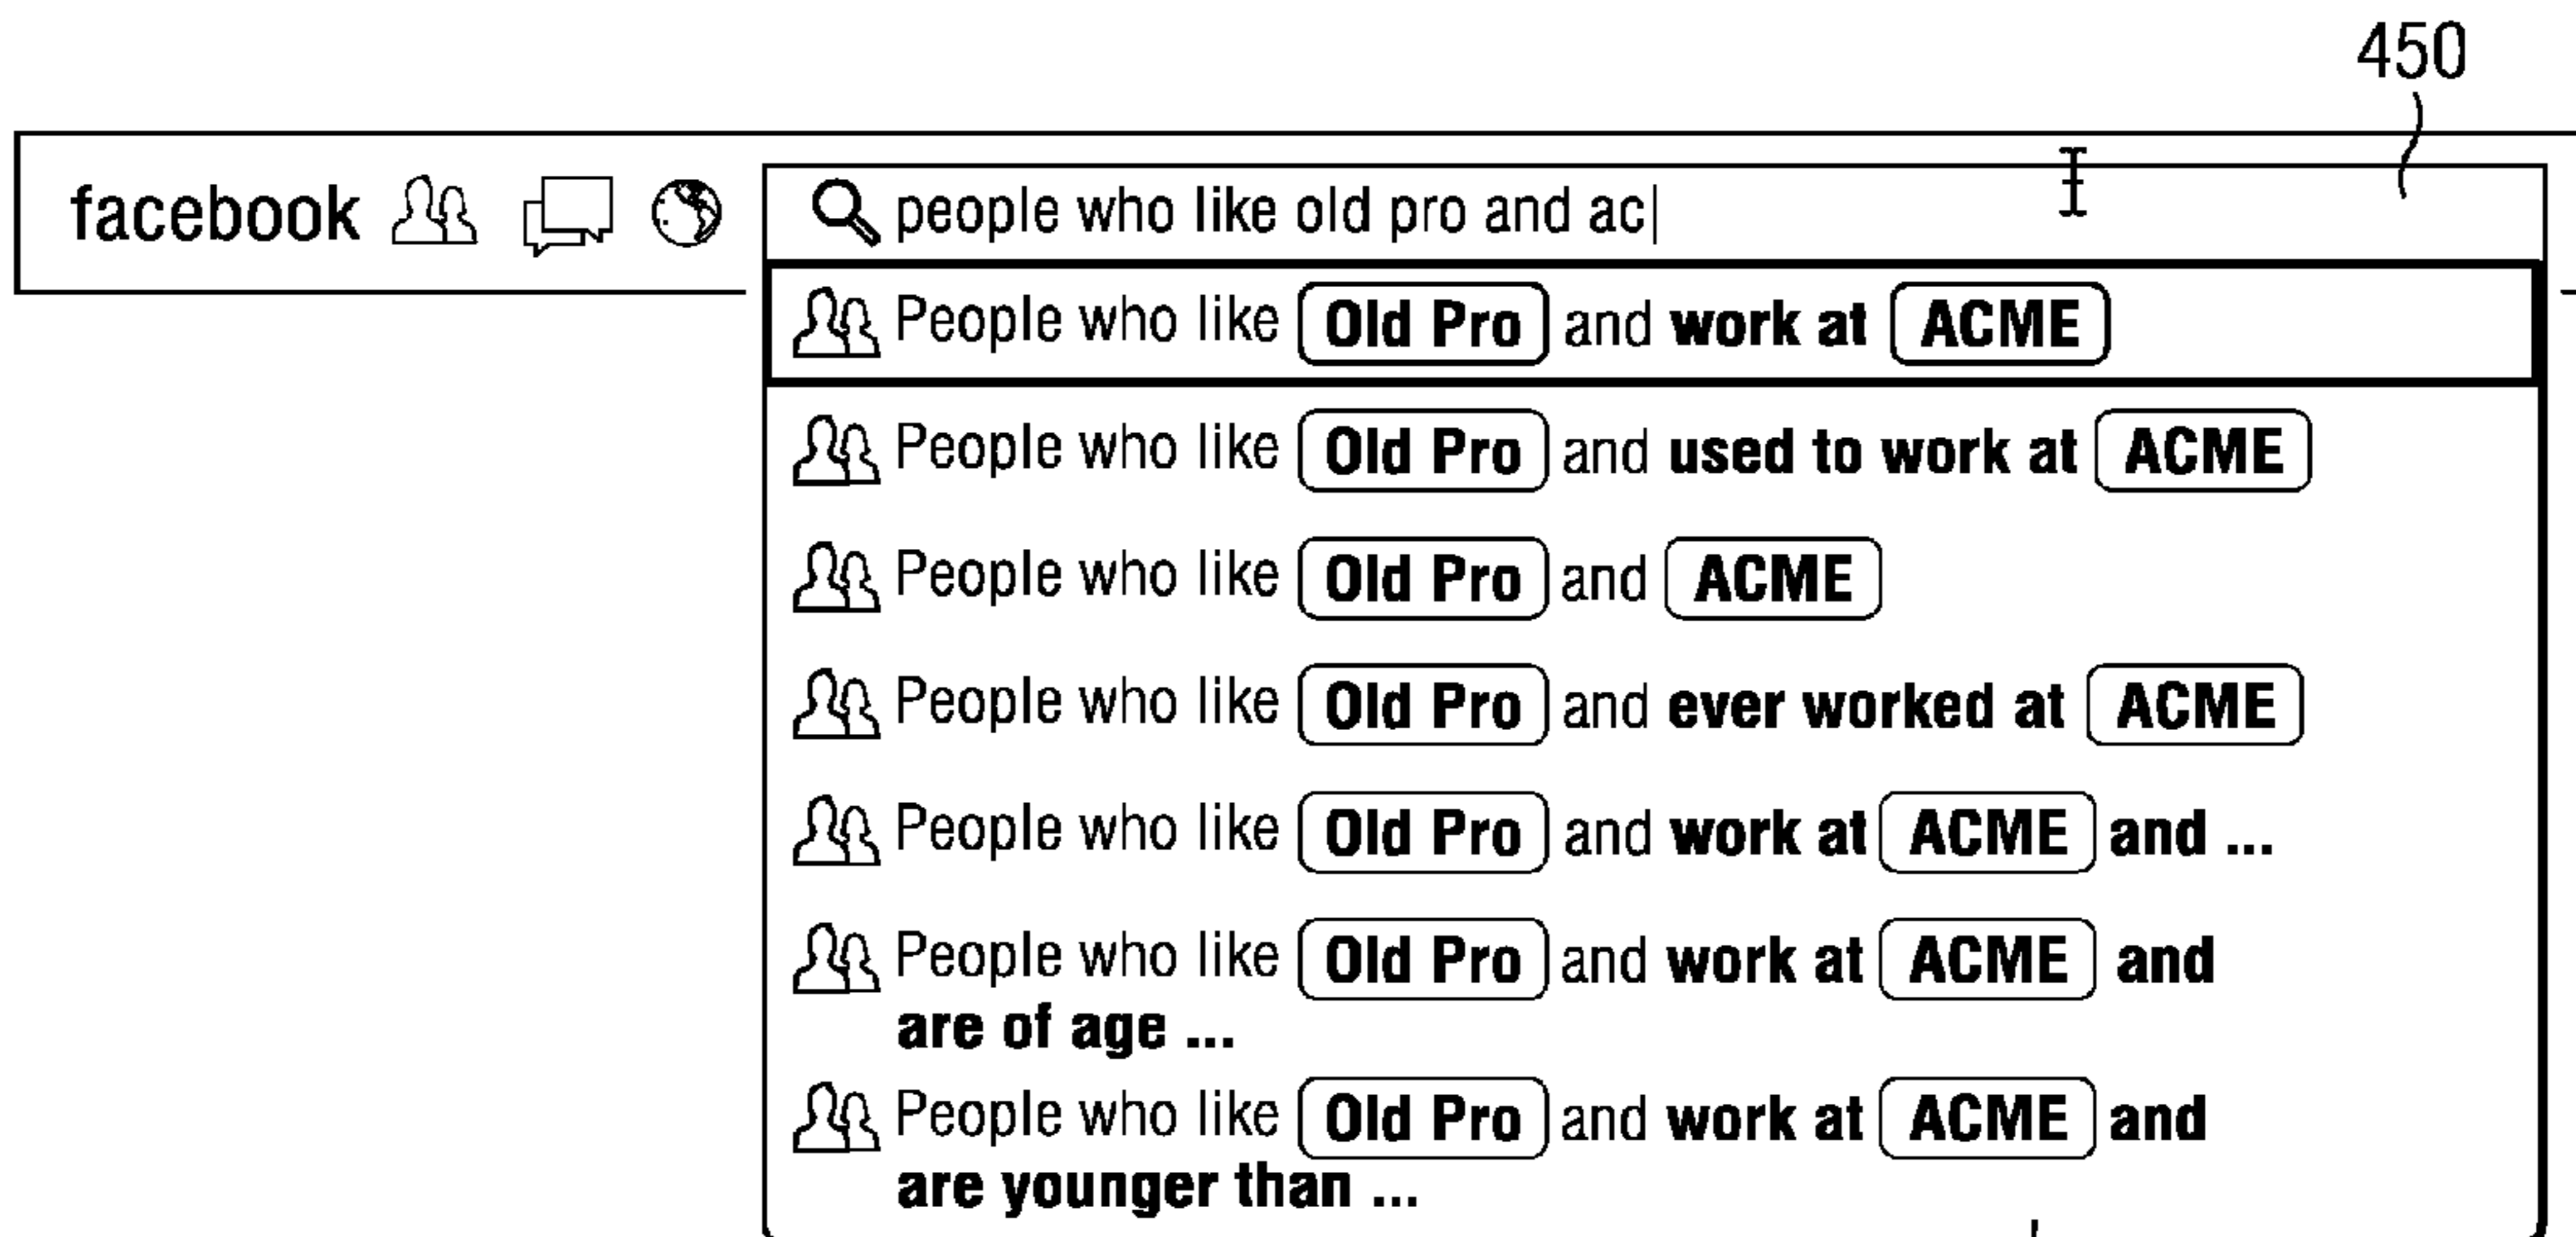 450
facebook people who like old pro and ac
People who like Old Pro and work at ACME
People who like Old Pro and used to work at ACME
People who like Old Pro and ACME
People who like Old Pro and ever worked at ACME
People who like Old Pro and work at ACME and ...
People who like Old Pro and work at ACME and
are of age ...
People who like Old Pro and work at ACME and
are younger than ...